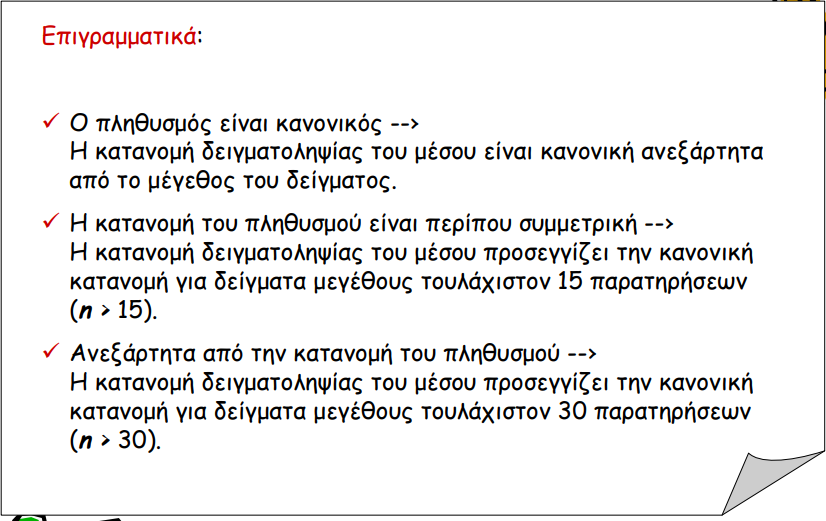 Επιγραμματικά:
Ο πληθυσμός είναι κανονικός -->
Η κατανομή δειγματοληψίας του μέσου είναι κανονική ανεξάρτητα
από το μέγεθος του δείγματος.
Η κατανομή του πληθυσμού είναι περίπου συμμετρική -->
Η κατανομή δειγματοληψίας του μέσου προσεγγίζει την κανονική
κατανομή για δείγματα μεγέθους τουλάχιστον 15 παρατηρήσεων
(n > 15).
Ανεξάρτητα από την κατανομή του πληθυσμού -->
Η κατανομή δειγματοληψίας του μέσου προσεγγίζει την κανονική
κατανομή για δείγματα μεγέθους τουλάχιστον 30 παρατηρήσεων
(n > 30).